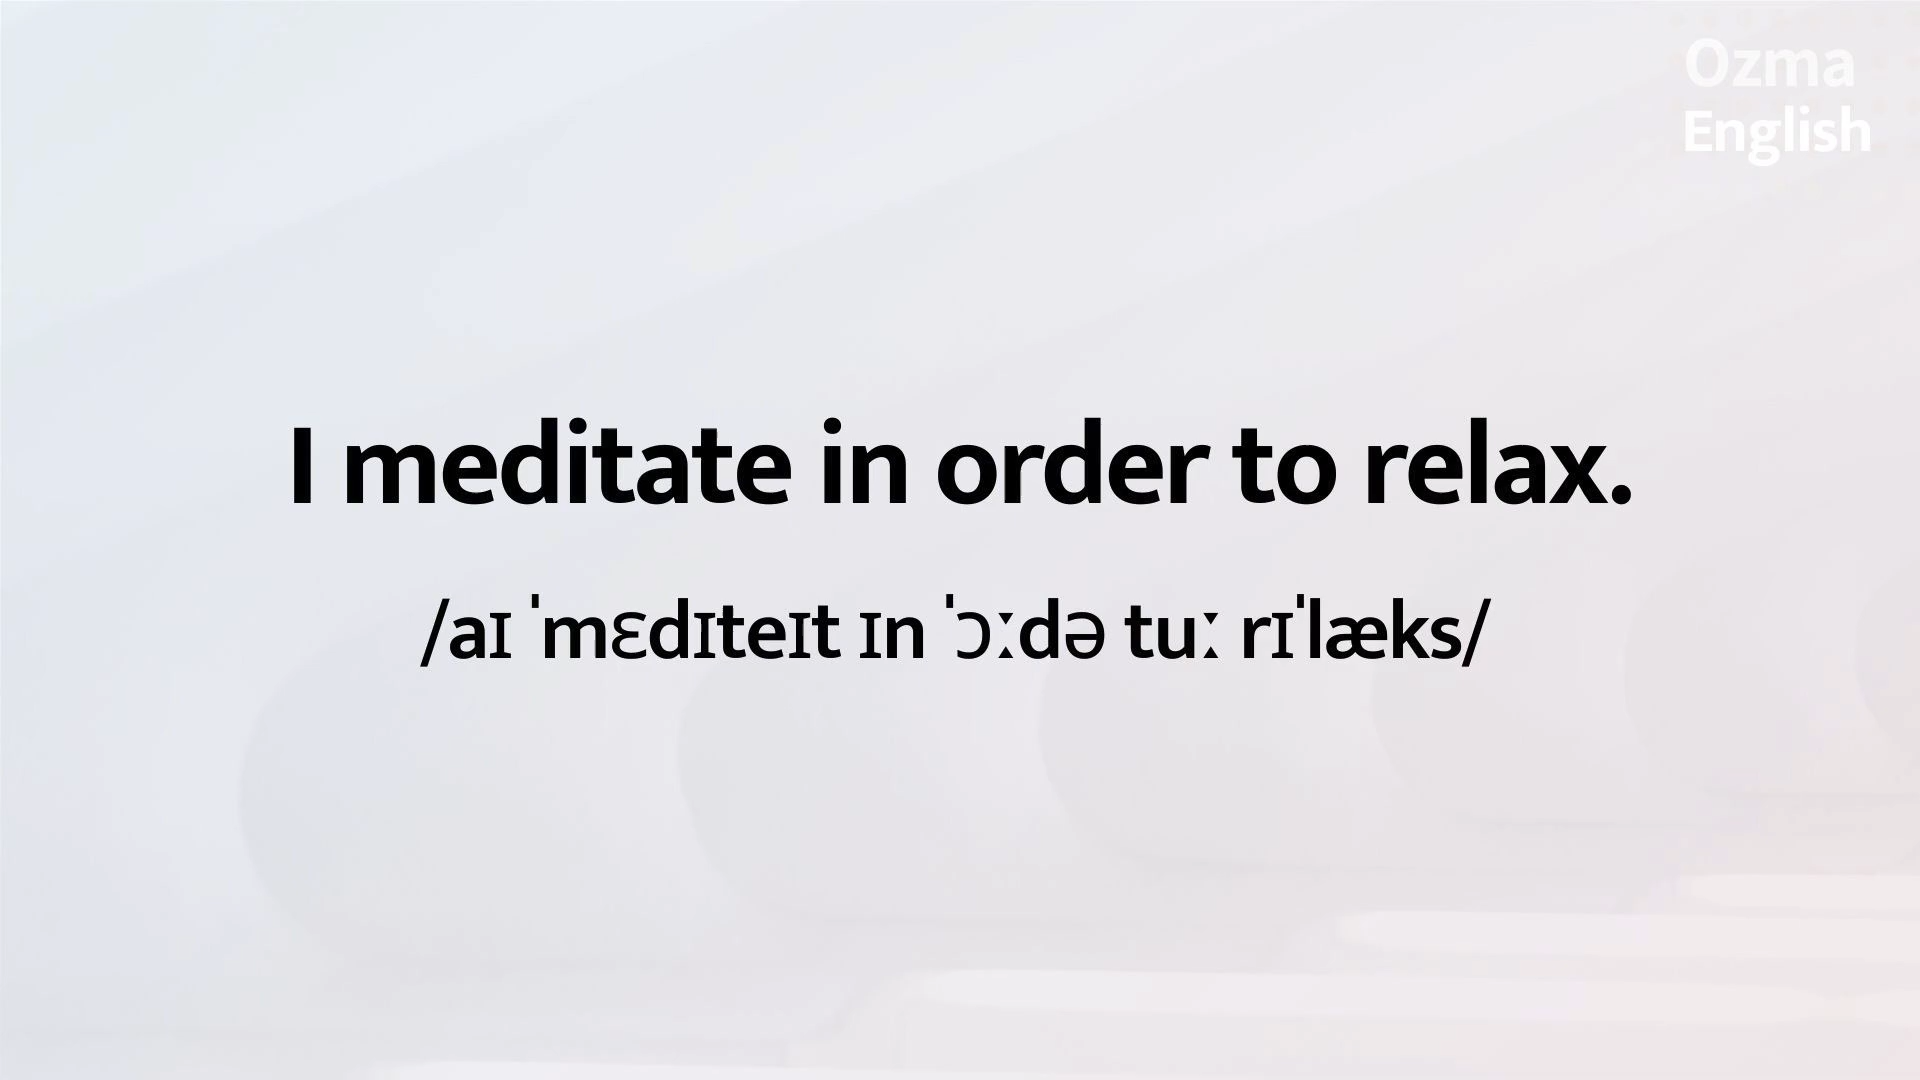 Ozma
English
I meditate in order to relax.
/aɪ ˈmɛdɪteɪt ɪn ˈɔːdə tuː rɪˈlæks/